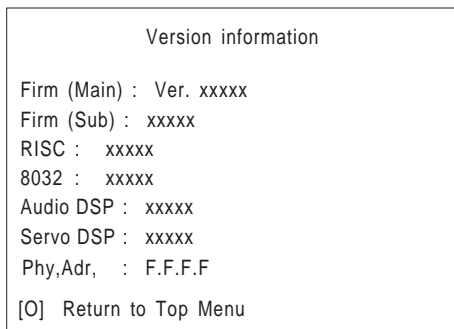 Version information
Firm (Main) : Ver. xxxxx
Firm (Sub) : xxxxx
RISC : xxxxx
8032 : xxxxx
Audio DSP : xxxxx
Servo DSP : xxxxx
Phy,Adr, : F.F.F.F
[O] Return to Top Menu